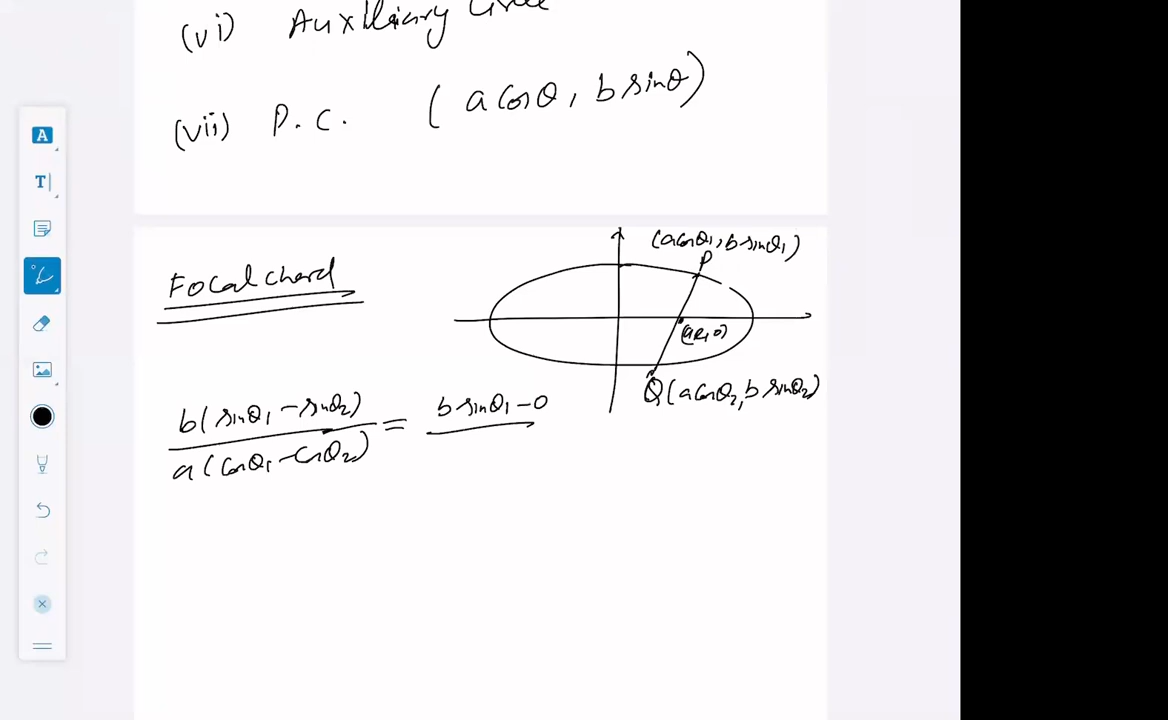 (vi) Auxiliary Circle
(vii) P.C. (a cosθ, b sinθ)
Focal chord
(a cosθ₁, b sinθ₁)
P
(ae, 0)
Q (a cosθ₂, b sinθ₂)
b(sinθ₁ - sinθ₂) / a(cosθ₁ - cosθ₂) = b sinθ₁ - 0
A
T